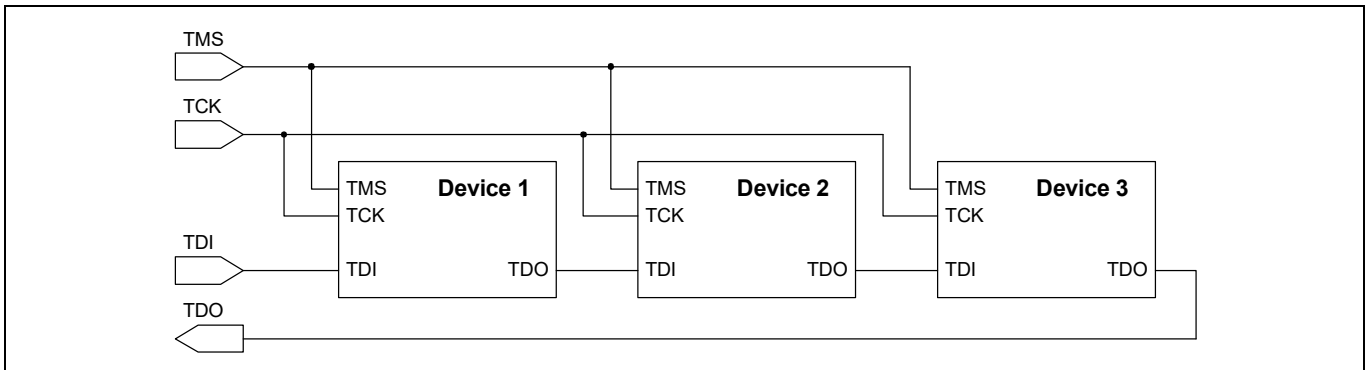 TMS
TCK
TMS Device 1
TCK
TMS Device 2
TCK
TMS Device 3
TCK
TDI
TDI TDO
TDI TDO
TDI TDO
TDO